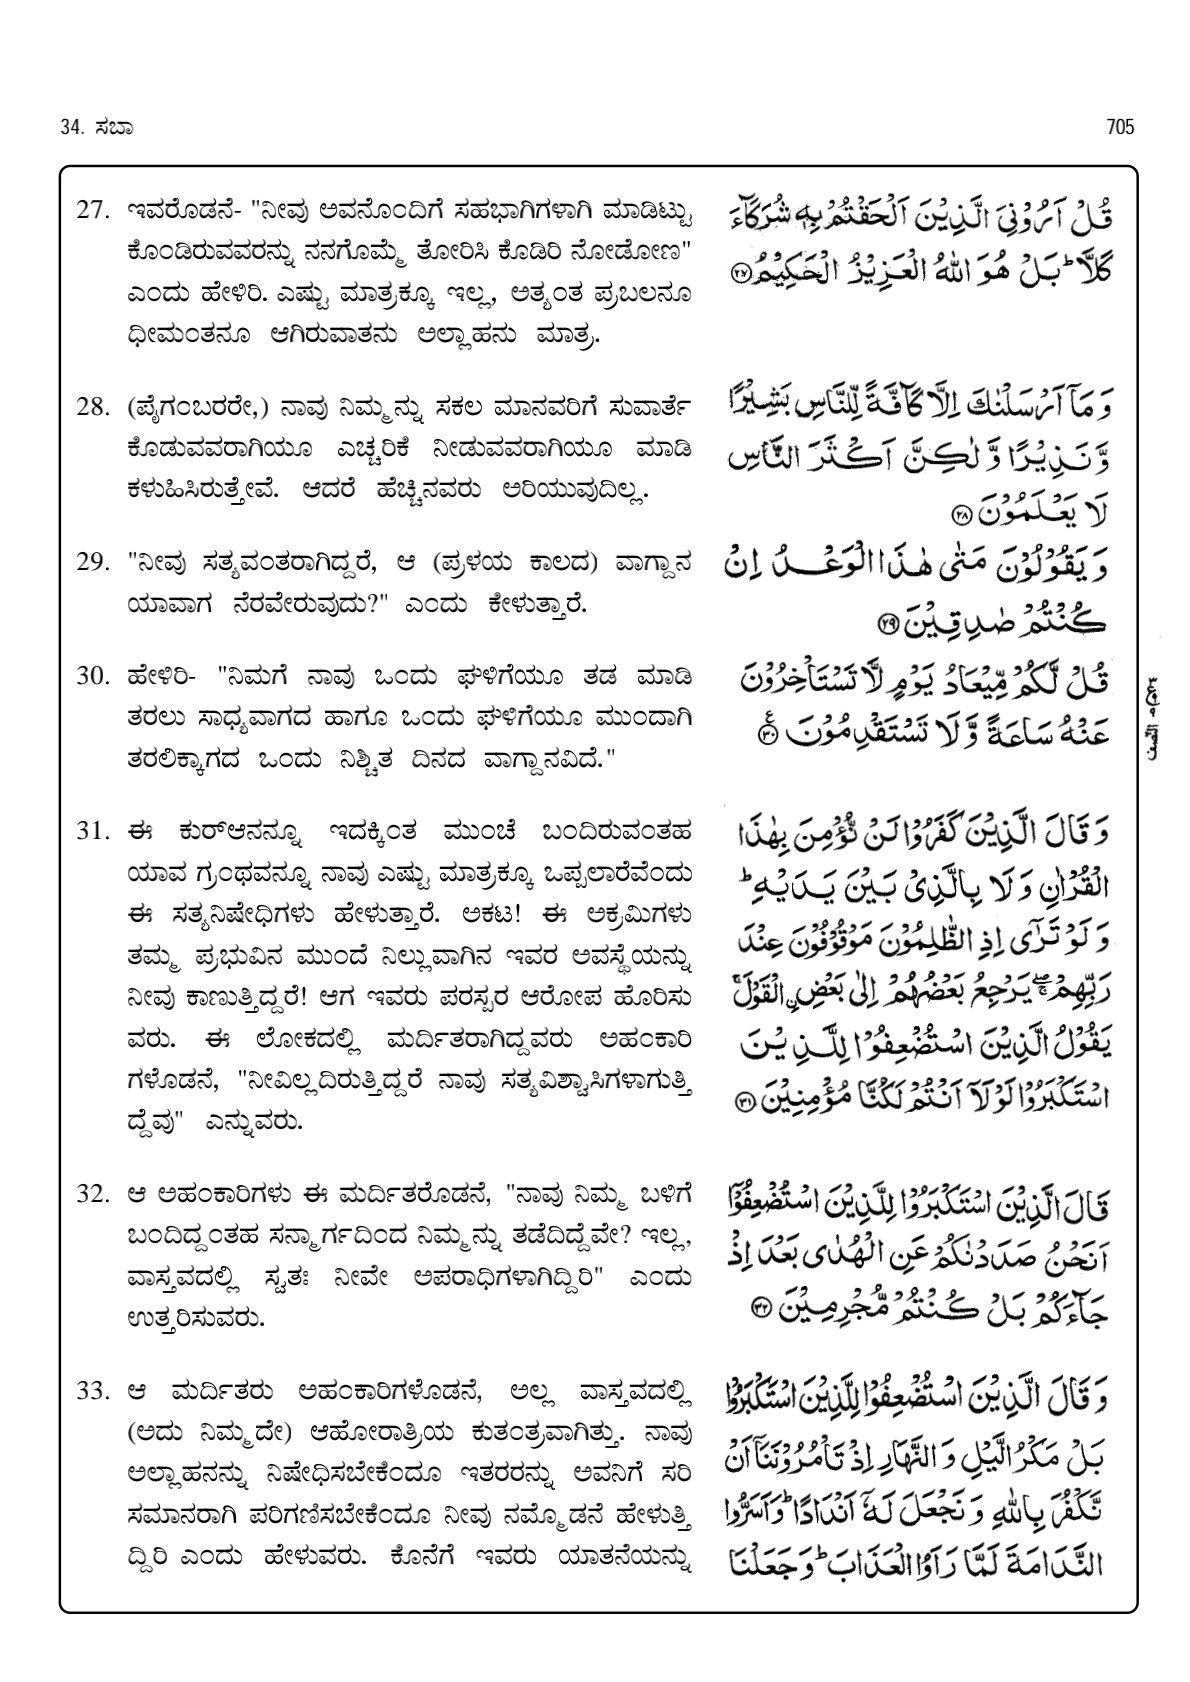 34. ಸಬಾ
705
27. ಇವರೊಡನೆ- "ನೀವು ಅವನೊಂದಿಗೆ ಸಹಭಾಗಿಗಳಾಗಿ ಮಾಡಿಟ್ಟು
ಕೊಂಡಿರುವವರನ್ನು ನನಗೊಮ್ಮೆ ತೋರಿಸಿ ಕೊಡಿರಿ ನೋಡೋಣ"
ಎಂದು ಹೇಳಿರಿ. ಎಷ್ಟು ಮಾತ್ರಕ್ಕೂ ಇಲ್ಲ, ಅತ್ಯಂತ ಪ್ರಬಲನೂ
ಧೀಮಂತನೂ ಆಗಿರುವಾತನು ಅಲ್ಲಾಹನು ಮಾತ್ರ.
قُلْ اَرُوْنِيَ الَّذِيْنَ اَلْحَقْتُمْ بِهٖ شُرَكَآءَ
كَلَّا ؕ بَلْ هُوَ اللّٰهُ الْعَزِيْزُ الْحَكِيْمُ ۝۲۷
28. (ಪೈಗಂಬರರೇ,) ನಾವು ನಿಮ್ಮನ್ನು ಸಕಲ ಮಾನವರಿಗೆ ಸುವಾರ್ತೆ
ಕೊಡುವವರಾಗಿಯೂ ಎಚ್ಚರಿಕೆ ನೀಡುವವರಾಗಿಯೂ ಮಾಡಿ
ಕಳುಹಿಸಿರುತ್ತೇವೆ. ಆದರೆ ಹೆಚ್ಚಿನವರು ಅರಿಯುವುದಿಲ್ಲ.
وَمَآ اَرْسَلْنٰكَ اِلَّا كَآفَّةً لِّلنَّاسِ بَشِيْرًا
وَّنَذِيْرًا وَّلٰكِنَّ اَكْثَرَ النَّاسِ
لَا يَعْلَمُوْنَ ۝۲۸
29. "ನೀವು ಸತ್ಯವಂತರಾಗಿದ್ದರೆ, ಆ (ಪ್ರಳಯ ಕಾಲದ) ವಾಗ್ದಾನ
ಯಾವಾಗ ನೆರವೇರುವುದು?" ಎಂದು ಕೇಳುತ್ತಾರೆ.
وَيَقُوْلُوْنَ مَتٰى هٰذَا الْوَعْدُ اِنْ
كُنْتُمْ صٰدِقِيْنَ ۝۲۹
30. ಹೇಳಿರಿ- "ನಿಮಗೆ ನಾವು ಒಂದು ಘಳಿಗೆಯೂ ತಡ ಮಾಡಿ
ತರಲು ಸಾಧ್ಯವಾಗದ ಹಾಗೂ ಒಂದು ಘಳಿಗೆಯೂ ಮುಂದಾಗಿ
ತರಲಿಕ್ಕಾಗದ ಒಂದು ನಿಶ್ಚಿತ ದಿನದ ವಾಗ್ದಾನವಿದೆ."
قُلْ لَّكُمْ مِّيْعَادُ يَوْمٍ لَّا تَسْتَاْخِرُوْنَ
عَنْهُ سَاعَةً وَّلَا تَسْتَقْدِمُوْنَ ۝۳۰
31. ಈ ಕುರ್‌ಆನನ್ನೂ ಇದಕ್ಕಿಂತ ಮುಂಚೆ ಬಂದಿರುವಂತಹ
ಯಾವ ಗ್ರಂಥವನ್ನೂ ನಾವು ಎಷ್ಟು ಮಾತ್ರಕ್ಕೂ ಒಪ್ಪಲಾರೆವೆಂದು
ಈ ಸತ್ಯನಿಷೇಧಿಗಳು ಹೇಳುತ್ತಾರೆ. ಅಕಟ! ಈ ಅಕ್ರಮಿಗಳು
ತಮ್ಮ ಪ್ರಭುವಿನ ಮುಂದೆ ನಿಲ್ಲುವಾಗಿನ ಇವರ ಅವಸ್ಥೆಯನ್ನು
ನೀವು ಕಾಣುತ್ತಿದ್ದರೆ! ಆಗ ಇವರು ಪರಸ್ಪರ ಆರೋಪ ಹೊರಿಸು
ವರು. ಈ ಲೋಕದಲ್ಲಿ ಮರ್ದಿತರಾಗಿದ್ದವರು ಅಹಂಕಾರಿ
ಗಳೊಡನೆ, "ನೀವಿಲ್ಲದಿರುತ್ತಿದ್ದರೆ ನಾವು ಸತ್ಯವಿಶ್ವಾಸಿಗಳಾಗುತ್ತಿ
ದ್ದೆವು" ಎನ್ನುವರು.
وَقَالَ الَّذِيْنَ كَفَرُوْا لَنْ نُّؤْمِنَ بِهٰذَا
الْقُرْاٰنِ وَلَا بِالَّذِيْ بَيْنَ يَدَيْهِ ؕ
وَلَوْ تَرٰٓى اِذِ الظّٰلِمُوْنَ مَوْقُوْفُوْنَ عِنْدَ
رَبِّهِمْ ۖۚ يَرْجِعُ بَعْضُهُمْ اِلٰى بَعْضِ ِۨالْقَوْلَ ۚ
يَقُوْلُ الَّذِيْنَ اسْتُضْعِفُوْا لِلَّذِيْنَ
اسْتَكْبَرُوْا لَوْلَآ اَنْتُمْ لَكُنَّا مُؤْمِنِيْنَ ۝۳۱
32. ಆ ಅಹಂಕಾರಿಗಳು ಈ ಮರ್ದಿತರೊಡನೆ, "ನಾವು ನಿಮ್ಮ ಬಳಿಗೆ
ಬಂದಿದ್ದಂತಹ ಸನ್ಮಾರ್ಗದಿಂದ ನಿಮ್ಮನ್ನು ತಡೆದಿದ್ದೆವೇ? ಇಲ್ಲ,
ವಾಸ್ತವದಲ್ಲಿ ಸ್ವತಃ ನೀವೇ ಅಪರಾಧಿಗಳಾಗಿದ್ದಿರಿ" ಎಂದು
ಉತ್ತರಿಸುವರು.
قَالَ الَّذِيْنَ اسْتَكْبَرُوْا لِلَّذِيْنَ اسْتُضْعِفُوْٓا
اَنَحْنُ صَدَدْنٰكُمْ عَنِ الْهُدٰى بَعْدَ اِذْ
جَآءَكُمْ بَلْ كُنْتُمْ مُّجْرِمِيْنَ ۝۳۲
33. ಆ ಮರ್ದಿತರು ಅಹಂಕಾರಿಗಳೊಡನೆ, ಅಲ್ಲ ವಾಸ್ತವದಲ್ಲಿ
(ಅದು ನಿಮ್ಮದೇ) ಆಹೋರಾತ್ರಿಯ ಕುತಂತ್ರವಾಗಿತ್ತು. ನಾವು
ಅಲ್ಲಾಹನನ್ನು ನಿಷೇಧಿಸಬೇಕೆಂದೂ ಇತರರನ್ನು ಅವನಿಗೆ ಸರಿ
ಸಮಾನರಾಗಿ ಪರಿಗಣಿಸಬೇಕೆಂದೂ ನೀವು ನಮ್ಮೊಡನೆ ಹೇಳುತ್ತಿ
ದ್ದಿರಿ ಎಂದು ಹೇಳುವರು. ಕೊನೆಗೆ ಇವರು ಯಾತನೆಯನ್ನು
وَقَالَ الَّذِيْنَ اسْتُضْعِفُوْا لِلَّذِيْنَ اسْتَكْبَرُوْا
بَلْ مَكْرُ الَّيْلِ وَالنَّهَارِ اِذْ تَاْمُرُوْنَنَآ اَنْ
نَّكْفُرَ بِاللّٰهِ وَنَجْعَلَ لَهٗٓ اَنْدَادًا ؕ وَاَسَرُّوا
النَّدَامَةَ لَمَّا رَاَوُا الْعَذَابَ ؕ وَجَعَلْنَا